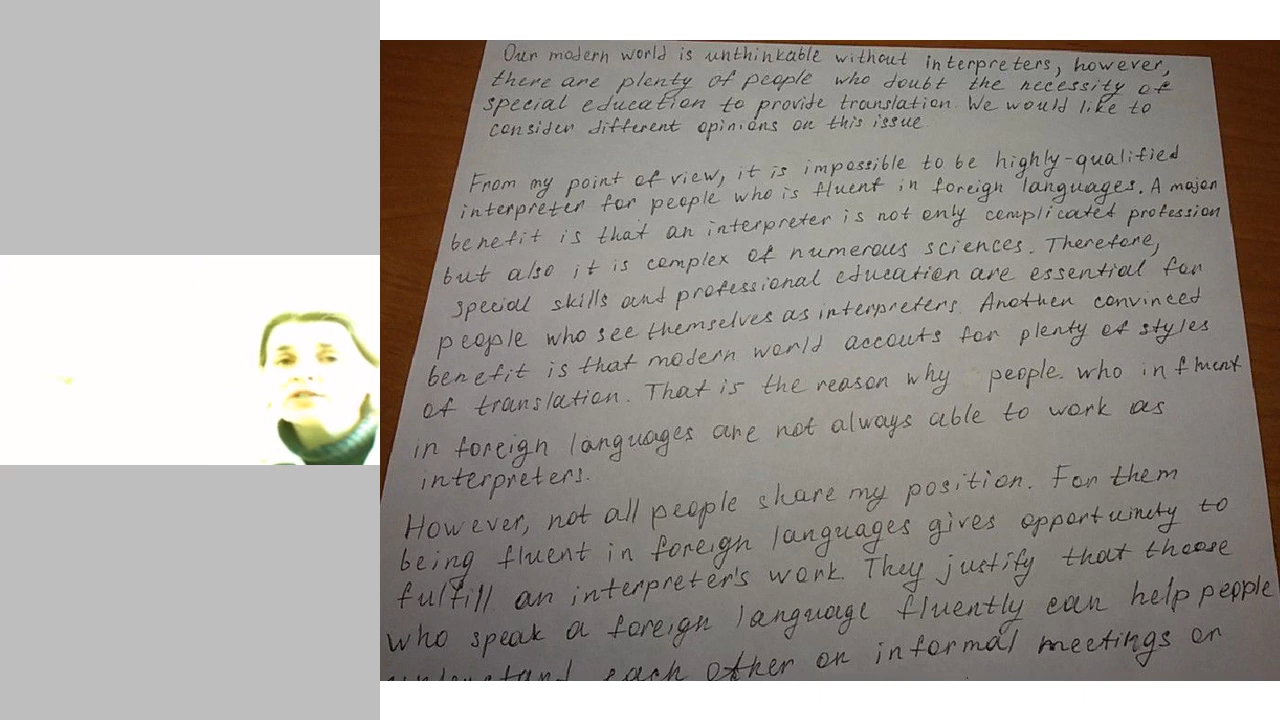 Our modern world is unthinkable without interpreters, however,
there are plenty of people who doubt the necessity of
special education to provide translation. We would like to
consider different opinions on this issue.
From my point of view, it is impossible to be highly-qualified
interpreter for people who is fluent in foreign languages. A major
benefit is that an interpreter is not only complicated profession
but also it is complex of numerous sciences. Therefore,
special skills and professional education are essential for
people who see themselves as interpreters. Another convinced
benefit is that modern world accouts for plenty of styles
of translation. That is the reason why people. who in fluent
in foreign languages are not always able to work as
interpreters.
However, not all people share my position. For them
being fluent in foreign languages gives opportuinety to
fulfill an interpreter's work. They justify that thoose
who speak a foreign language fluently can help people
understand each other on informal meetings or